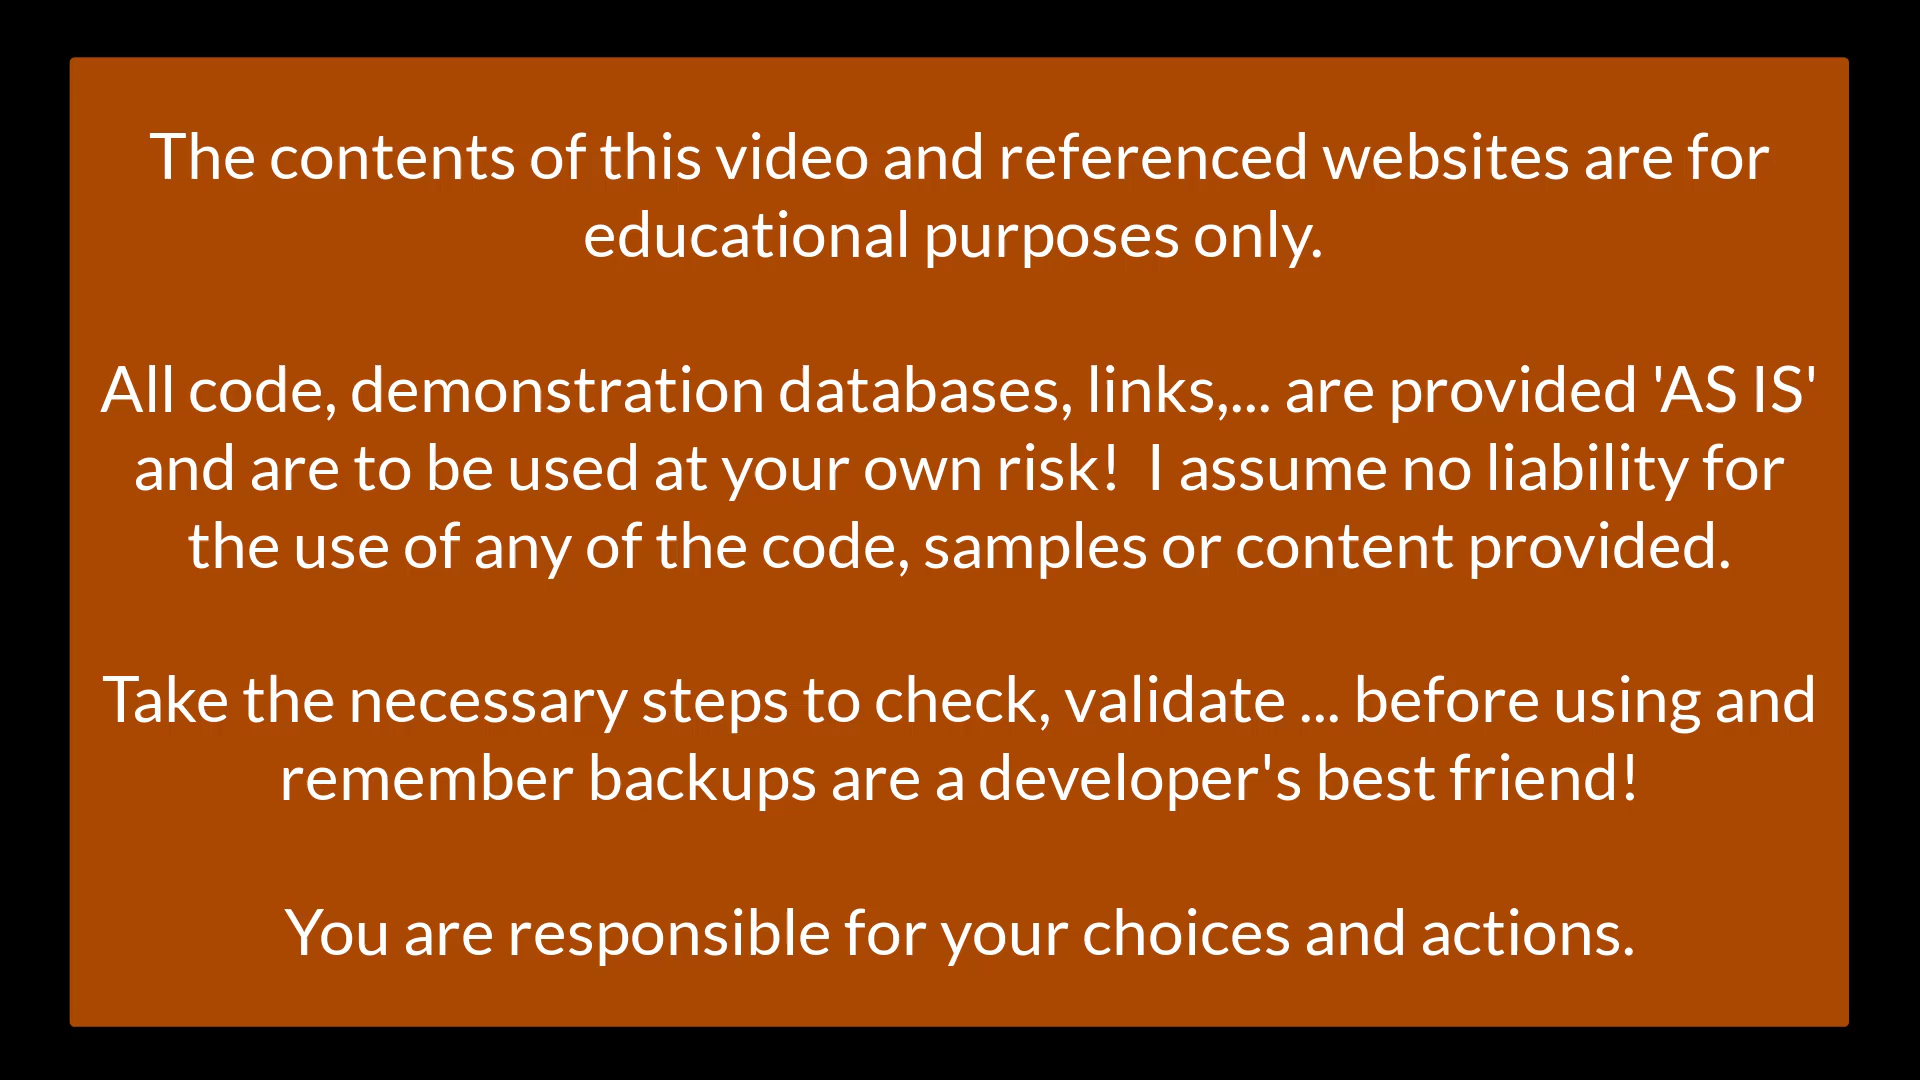 The contents of this video and referenced websites are for
educational purposes only.
All code, demonstration databases, links,... are provided 'AS IS'
and are to be used at your own risk!  I assume no liability for
the use of any of the code, samples or content provided.
Take the necessary steps to check, validate ... before using and
remember backups are a developer's best friend!
You are responsible for your choices and actions.